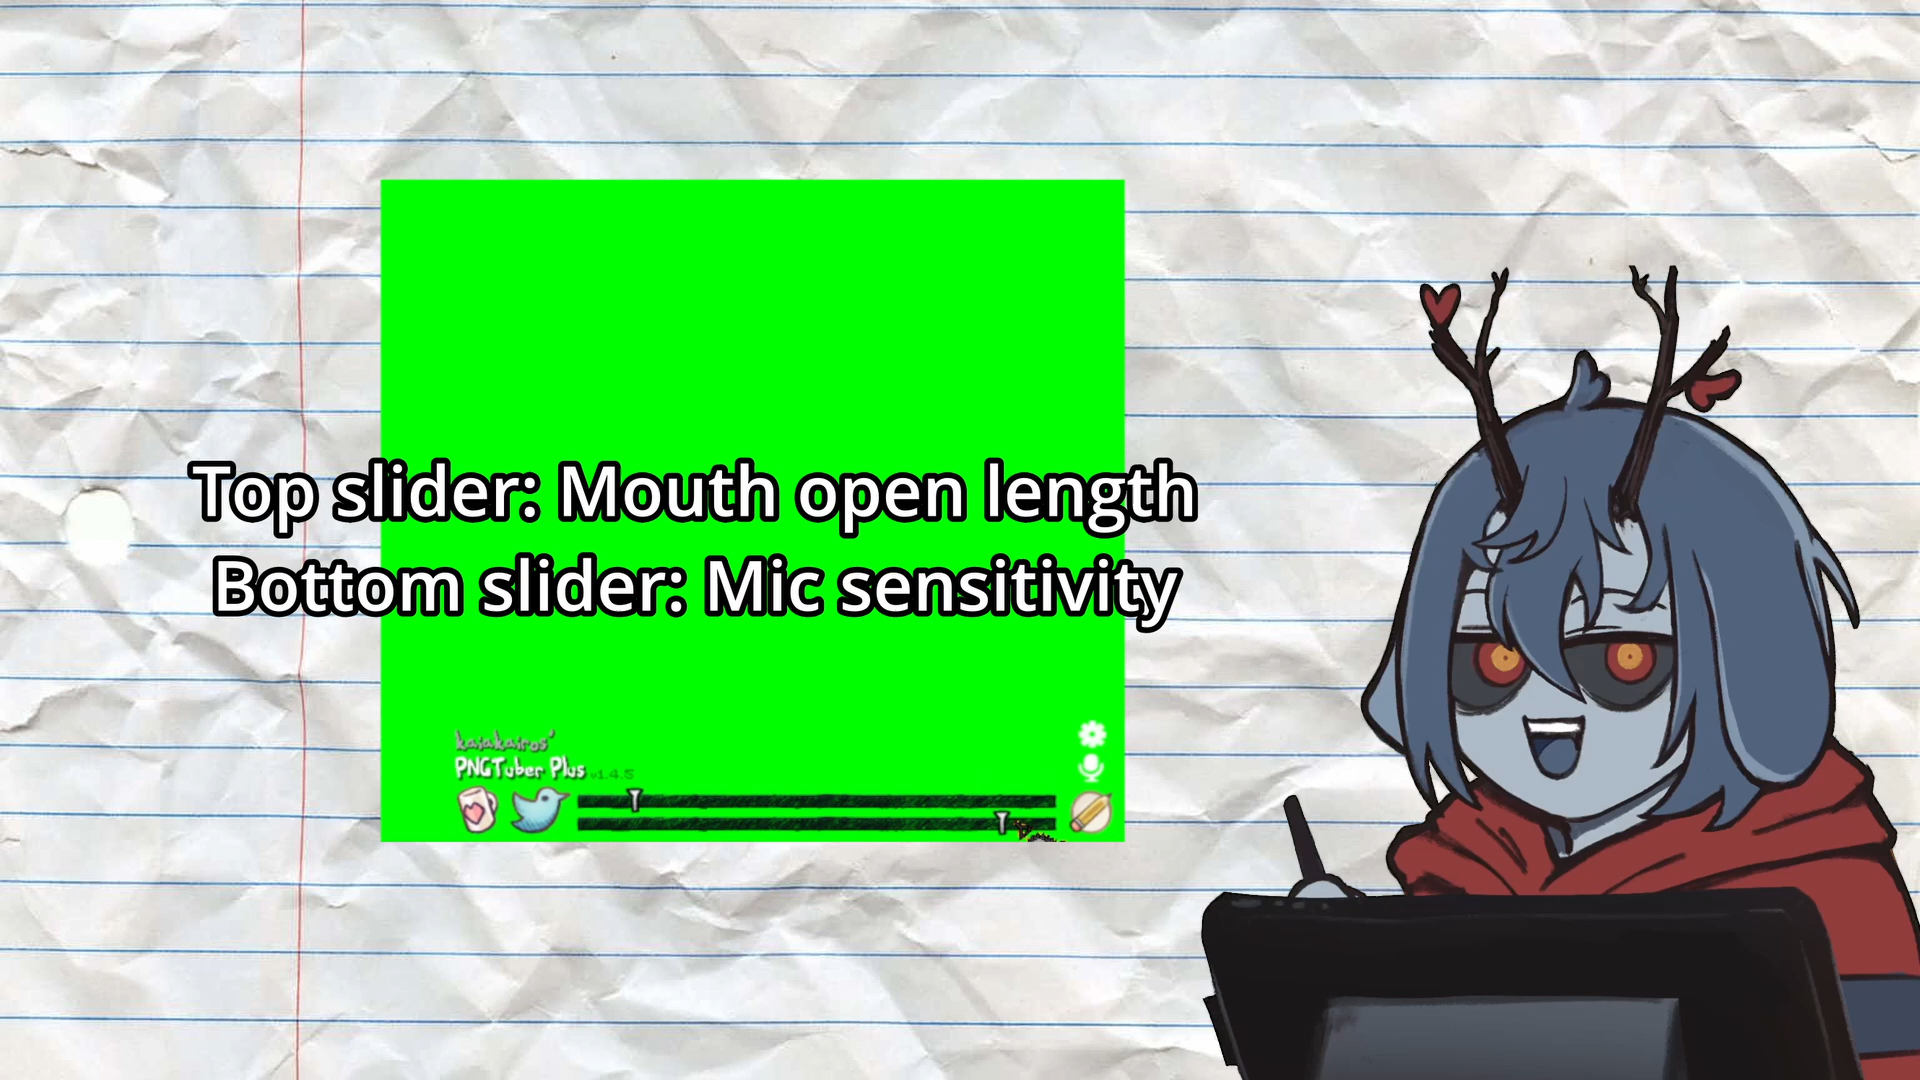 Top slider: Mouth open length
Bottom slider: Mic sensitivity
kaiakairos'
PNGTuber Plus v1.4.5